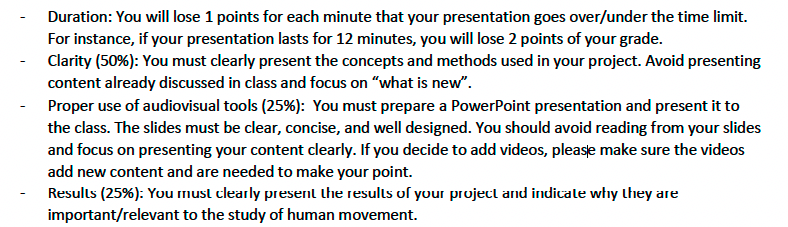 - Duration: You will lose 1 points for each minute that your presentation goes over/under the time limit.
For instance, if your presentation lasts for 12 minutes, you will lose 2 points of your grade.
- Clarity (50%): You must clearly present the concepts and methods used in your project. Avoid presenting
content already discussed in class and focus on “what is new”.
- Proper use of audiovisual tools (25%):  You must prepare a PowerPoint presentation and present it to
the class. The slides must be clear, concise, and well designed. You should avoid reading from your slides
and focus on presenting your content clearly. If you decide to add videos, please make sure the videos
add new content and are needed to make your point.
- Results (25%): You must clearly present the results of your project and indicate why they are
important/relevant to the study of human movement.